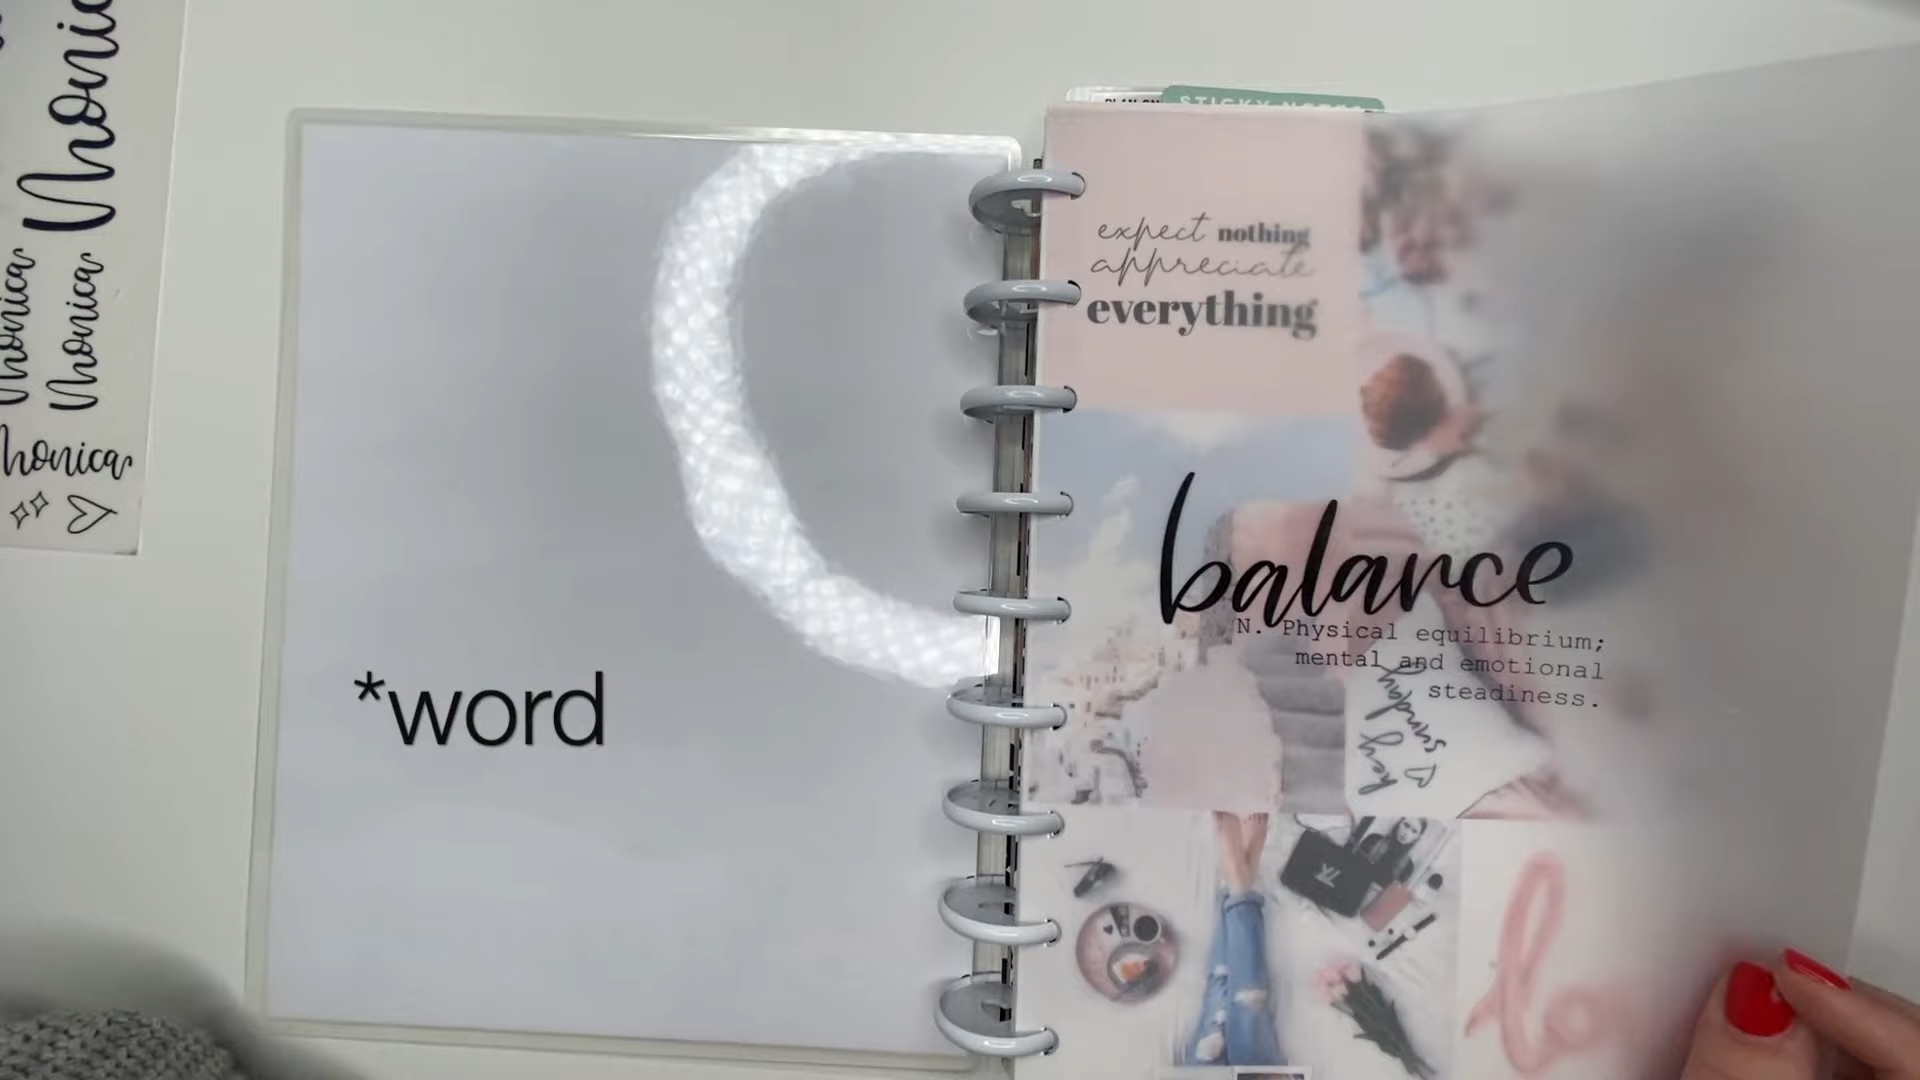 Monica
Monica
Monica
Monica
*word
STICKY NOTES
expect nothing
appreciate
everything
balance
N. Physical equilibrium;
mental and emotional
steadiness.
hey
sunday